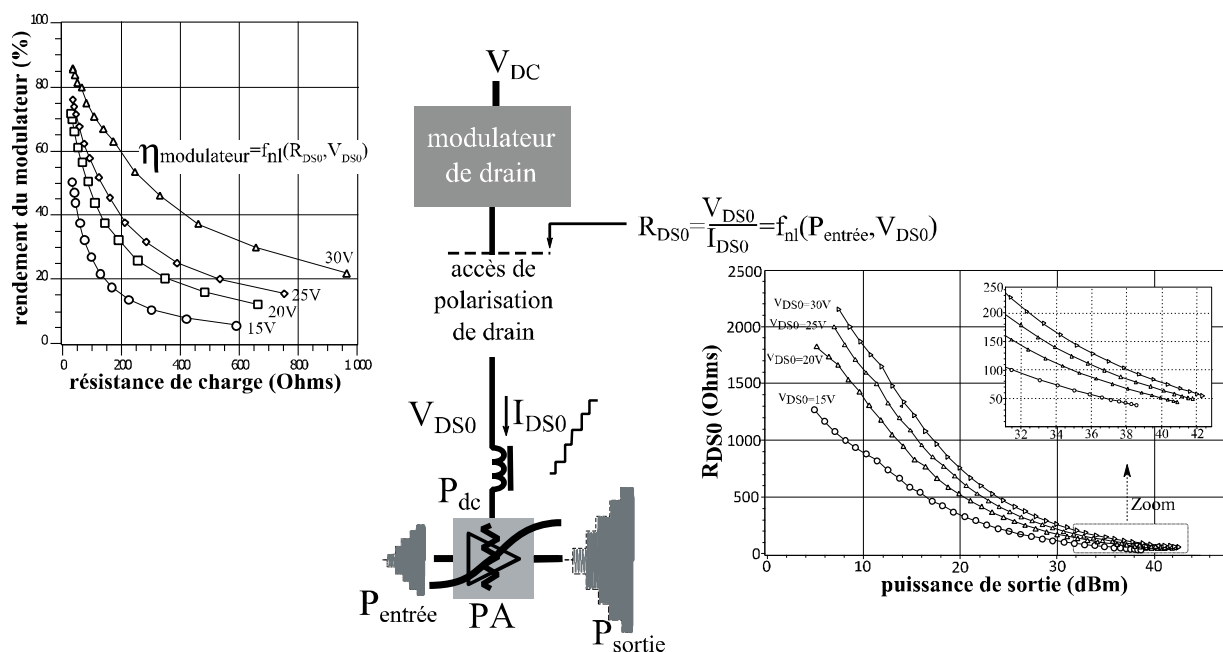 rendement du modulateur (%)
100
80
60
40
20
0
η modulateur=fnl(RDS0,VDS0)
30V
25V
20V
15V
0 200 400 600 800 1000
résistance de charge (Ohms)
VDC
modulateur
de drain
accès de
polarisation
de drain
RDS0=VDS0/IDS0=fnl(Pentrée,VDS0)
VDS0
IDS0
Pdc
Pentrée
PA
Psortie
RDS0 (Ohms)
2500
2000
1500
1000
500
0
VDS0=30V
VDS0=25V
VDS0=20V
VDS0=15V
250
200
150
100
50
32 34 36 38 40 42
Zoom
0 10 20 30 40
puissance de sortie (dBm)